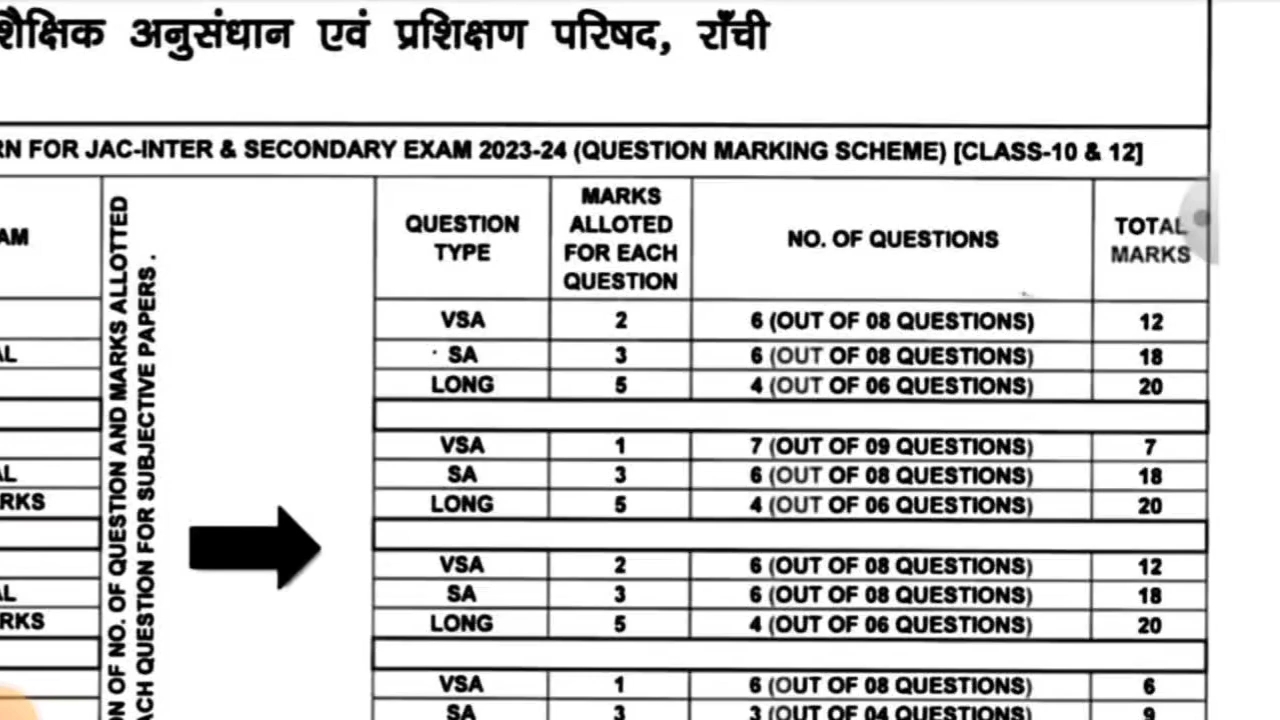 शैक्षिक अनुसंधान एवं प्रशिक्षण परिषद, राँची
RN FOR JAC-INTER & SECONDARY EXAM 2023-24 (QUESTION MARKING SCHEME) [CLASS-10 & 12]
AM
ON OF NO. OF QUESTION AND MARKS ALLOTTED
ACH QUESTION FOR SUBJECTIVE PAPERS .
QUESTION TYPE
MARKS ALLOTED FOR EACH QUESTION
NO. OF QUESTIONS
TOTAL MARKS
VSA 2 6 (OUT OF 08 QUESTIONS) 12
AL SA 3 6 (OUT OF 08 QUESTIONS) 18
LONG 5 4 (OUT OF 06 QUESTIONS) 20
VSA 1 7 (OUT OF 09 QUESTIONS) 7
AL SA 3 6 (OUT OF 08 QUESTIONS) 18
RKS LONG 5 4 (OUT OF 06 QUESTIONS) 20
VSA 2 6 (OUT OF 08 QUESTIONS) 12
AL SA 3 6 (OUT OF 08 QUESTIONS) 18
RKS LONG 5 4 (OUT OF 06 QUESTIONS) 20
VSA 1 6 (OUT OF 08 QUESTIONS) 6
SA 3 3 (OUT OF 04 QUESTIONS) 9